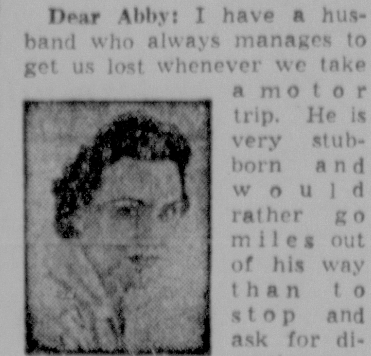 Dear Abby: I have a hus-
band who always manages to
get us lost whenever we take
a motor
trip. He is
very stub-
born and
would
rather go
miles out
of his way
than to
stop and
ask for di-